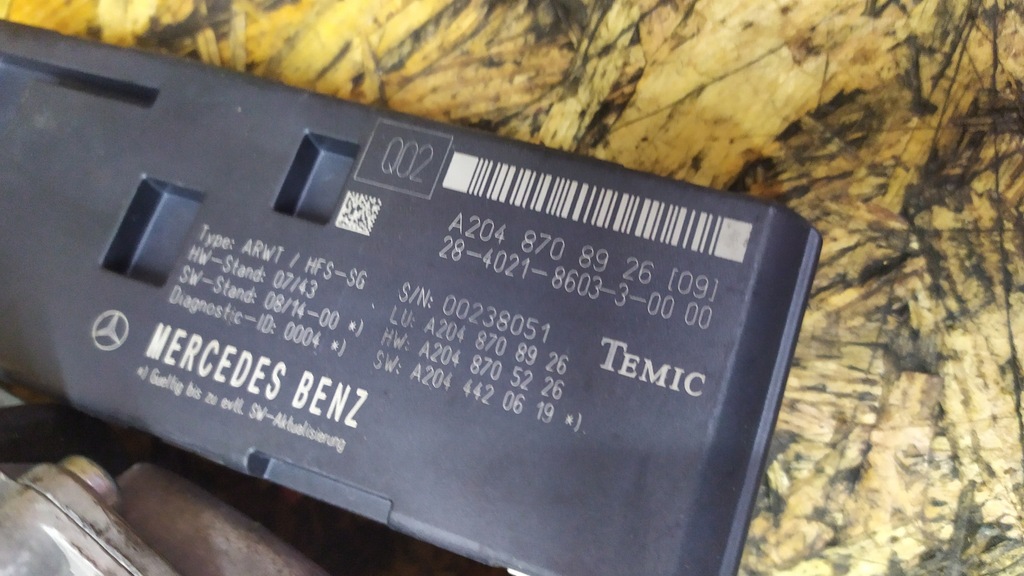 Q02
A204 870 89 26 [09]
28-4021-8603-3-00 00
Type: ARWT / HFS-SG
HW-Stand: 07/43
SW-Stand: 08/14-00 *)
Diagnostic-ID: 0004 *)
S/N: 00238051
LU: A204 870 89 26
HW: A204 870 52 26
SW: A204 442 06 19 *)
TEMIC
MERCEDES BENZ
*) Gueltig bis zu evtl. SW-Aktualisierung